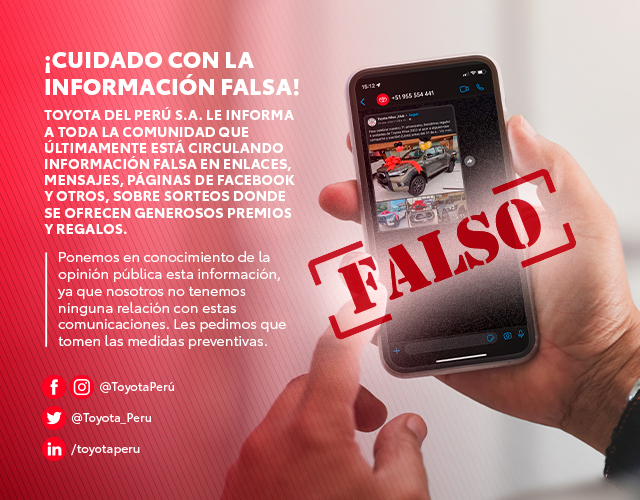 ¡CUIDADO CON LA
INFORMACIÓN FALSA!
TOYOTA DEL PERÚ S.A. LE INFORMA
A TODA LA COMUNIDAD QUE
ÚLTIMAMENTE ESTÁ CIRCULANDO
INFORMACIÓN FALSA EN ENLACES,
MENSAJES, PÁGINAS DE FACEBOOK
Y OTROS, SOBRE SORTEOS DONDE
SE OFRECEN GENEROSOS PREMIOS
Y REGALOS.
Ponemos en conocimiento de la
opinión pública esta información,
ya que nosotros no tenemos
ninguna relación con estas
comunicaciones. Les pedimos que
tomen las medidas preventivas.
@ToyotaPerú
@Toyota_Peru
/toyotaperu
15:12
+51 955 554 441
FALSO